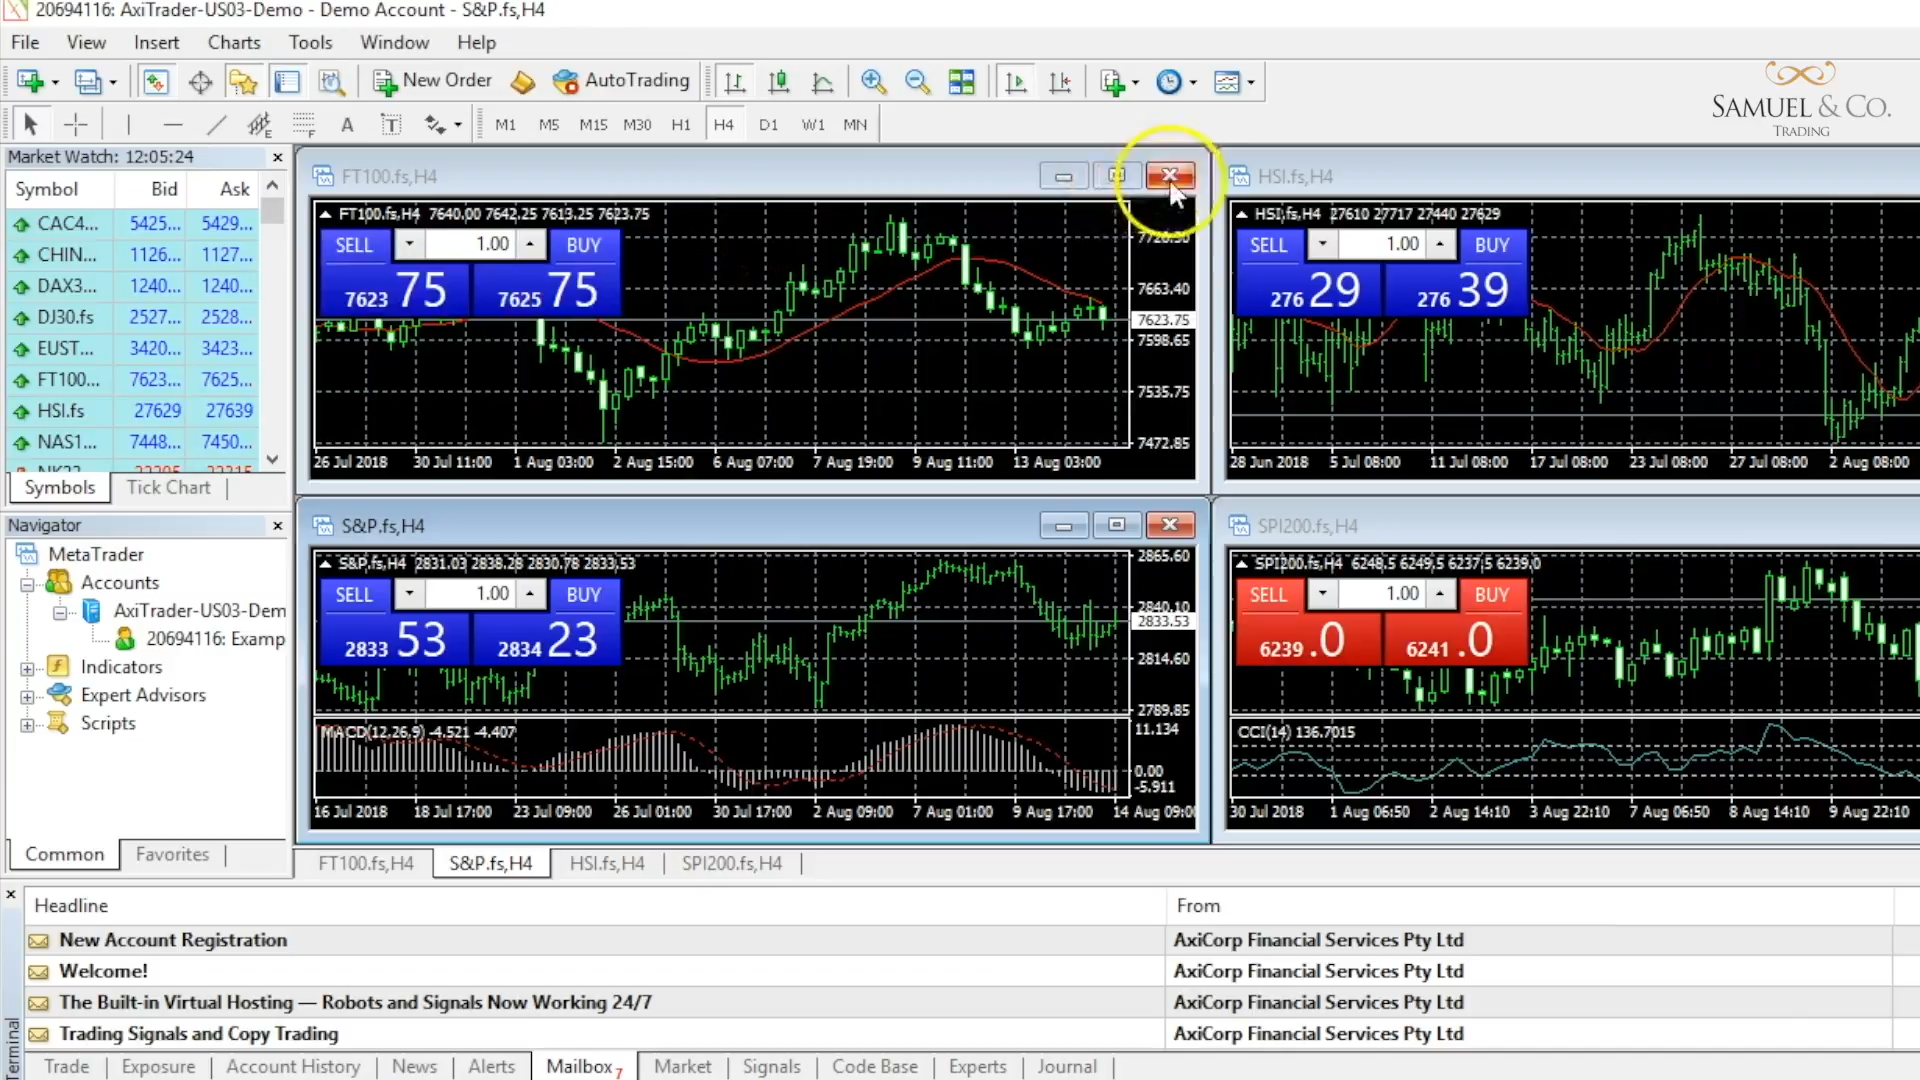 20694116: AxiTrader-US03-Demo - Demo Account - S&P.fs,H4
File View Insert Charts Tools Window Help
New Order AutoTrading
SAMUEL & CO.
TRADING
A T M1 M5 M15 M30 H1 H4 D1 W1 MN
Market Watch: 12:05:24
Symbol Bid Ask
CAC4... 5425... 5429...
CHIN... 1126... 1127...
DAX3... 1240... 1240...
DJ30.fs 2527... 2528...
EUST... 3420... 3423...
FT100... 7623... 7625...
HSI.fs 27629 27639
NAS1... 7448... 7450...
Symbols Tick Chart
Navigator
MetaTrader
Accounts
AxiTrader-US03-Dem
20694116: Examp
Indicators
Expert Advisors
Scripts
Common Favorites
FT100.fs,H4
FT100.fs,H4 7640.00 7642.25 7613.25 7623.75
SELL 1.00 BUY
7623 75 7625 75
7663.40
7623.75
7598.65
7535.75
7472.85
26 Jul 2018 30 Jul 11:00 1 Aug 03:00 2 Aug 15:00 6 Aug 07:00 7 Aug 19:00 9 Aug 11:00 13 Aug 03:00
HSI.fs,H4
HSI.fs,H4 27610 27717 27440 27629
SELL 1.00 BUY
276 29 276 39
28 Jun 2018 5 Jul 08:00 11 Jul 08:00 17 Jul 08:00 23 Jul 08:00 27 Jul 08:00 2 Aug 08:00
S&P.fs,H4
S&P.fs,H4 2831.03 2838.28 2830.78 2833.53
SELL 1.00 BUY
2833 53 2834 23
2865.60
2840.10
2833.53
2814.60
2789.85
MACD(12,26,9) -4.521 -4.407
11.134
0.00
-5.911
16 Jul 2018 18 Jul 17:00 23 Jul 09:00 26 Jul 01:00 30 Jul 17:00 2 Aug 09:00 7 Aug 01:00 9 Aug 17:00 14 Aug 09:00
SPI200.fs,H4
SPI200.fs,H4 6248.5 6249.5 6237.5 6239.0
SELL 1.00 BUY
6239 .0 6241 .0
CCI(14) 136.7015
30 Jul 2018 1 Aug 06:50 2 Aug 14:10 3 Aug 22:10 7 Aug 06:50 8 Aug 14:10 9 Aug 22:10
FT100.fs,H4 S&P.fs,H4 HSI.fs,H4 SPI200.fs,H4
Headline From
New Account Registration AxiCorp Financial Services Pty Ltd
Welcome! AxiCorp Financial Services Pty Ltd
The Built-in Virtual Hosting — Robots and Signals Now Working 24/7 AxiCorp Financial Services Pty Ltd
Trading Signals and Copy Trading AxiCorp Financial Services Pty Ltd
Terminal
Trade Exposure Account History News Alerts Mailbox 7 Market Signals Code Base Experts Journal